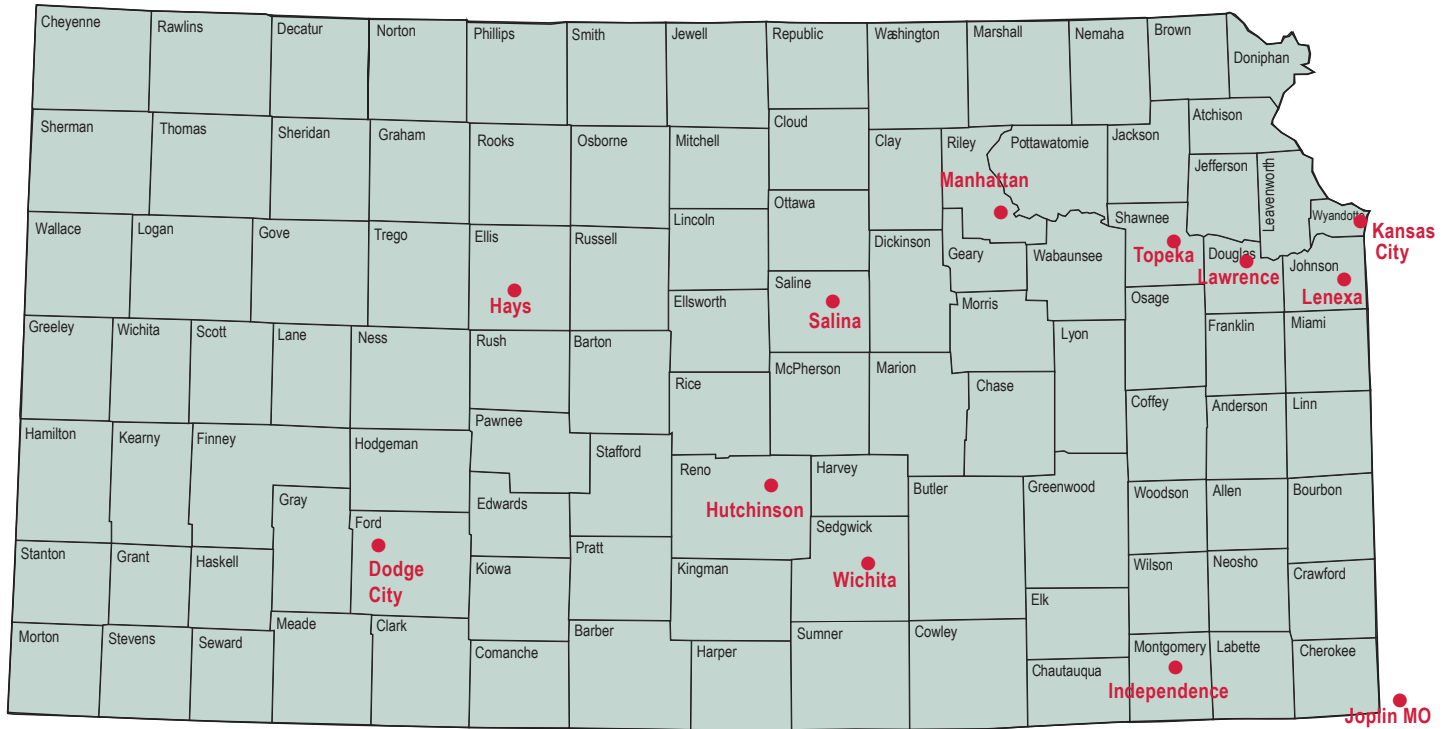 Cheyenne
Rawlins
Decatur
Norton
Phillips
Smith
Jewell
Republic
Washington
Marshall
Nemaha
Brown
Doniphan
Sherman
Thomas
Sheridan
Graham
Rooks
Osborne
Mitchell
Cloud
Clay
Riley
Pottawatomie
Jackson
Atchison
Jefferson
Leavenworth
Manhattan
Wyandotte
Kansas
City
Wallace
Logan
Gove
Trego
Ellis
Russell
Lincoln
Ottawa
Dickinson
Geary
Wabaunsee
Shawnee
Topeka
Douglas
Lawrence
Johnson
Lenexa
Hays
Ellsworth
Saline
Salina
Morris
Osage
Greeley
Wichita
Scott
Lane
Ness
Rush
Barton
Rice
McPherson
Marion
Chase
Lyon
Franklin
Miami
Coffey
Anderson
Linn
Hamilton
Kearny
Finney
Hodgeman
Pawnee
Stafford
Reno
Harvey
Hutchinson
Butler
Greenwood
Woodson
Allen
Bourbon
Gray
Ford
Dodge
City
Edwards
Sedgwick
Wichita
Stanton
Grant
Haskell
Kiowa
Pratt
Kingman
Elk
Wilson
Neosho
Crawford
Morton
Stevens
Seward
Meade
Clark
Comanche
Barber
Harper
Sumner
Cowley
Chautauqua
Montgomery
Independence
Labette
Cherokee
Joplin MO